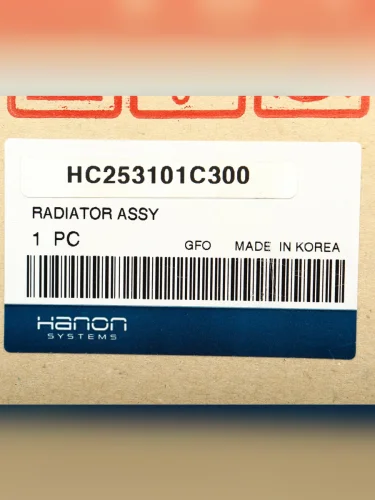 HC253101C300
RADIATOR ASSY
1 PC GFO MADE IN KOREA
Hanon
SYSTEMS